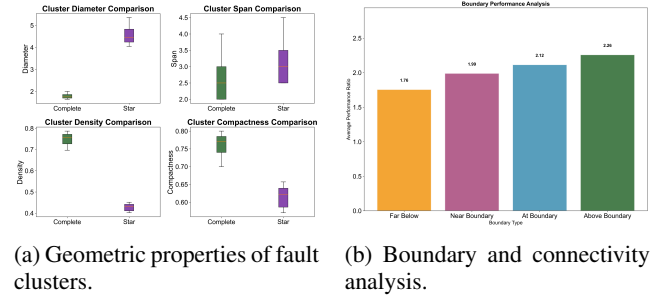 Cluster Diameter Comparison
Diameter
5
4
3
2
Complete
Star
Cluster Span Comparison
Span
4.5
4.0
3.5
3.0
2.5
2.0
Complete
Star
Cluster Density Comparison
Density
0.8
0.7
0.6
0.5
0.4
Complete
Star
Cluster Compactness Comparison
Compactness
0.80
0.75
0.70
0.65
0.60
Complete
Star
Boundary Performance Analysis
Average Performance Ratio
2.5
2.0
1.5
1.0
0.5
0.0
1.76
1.99
2.12
2.26
Far Below
Near Boundary
At Boundary
Above Boundary
Boundary Type
(a) Geometric properties of fault
clusters.
(b) Boundary and connectivity
analysis.